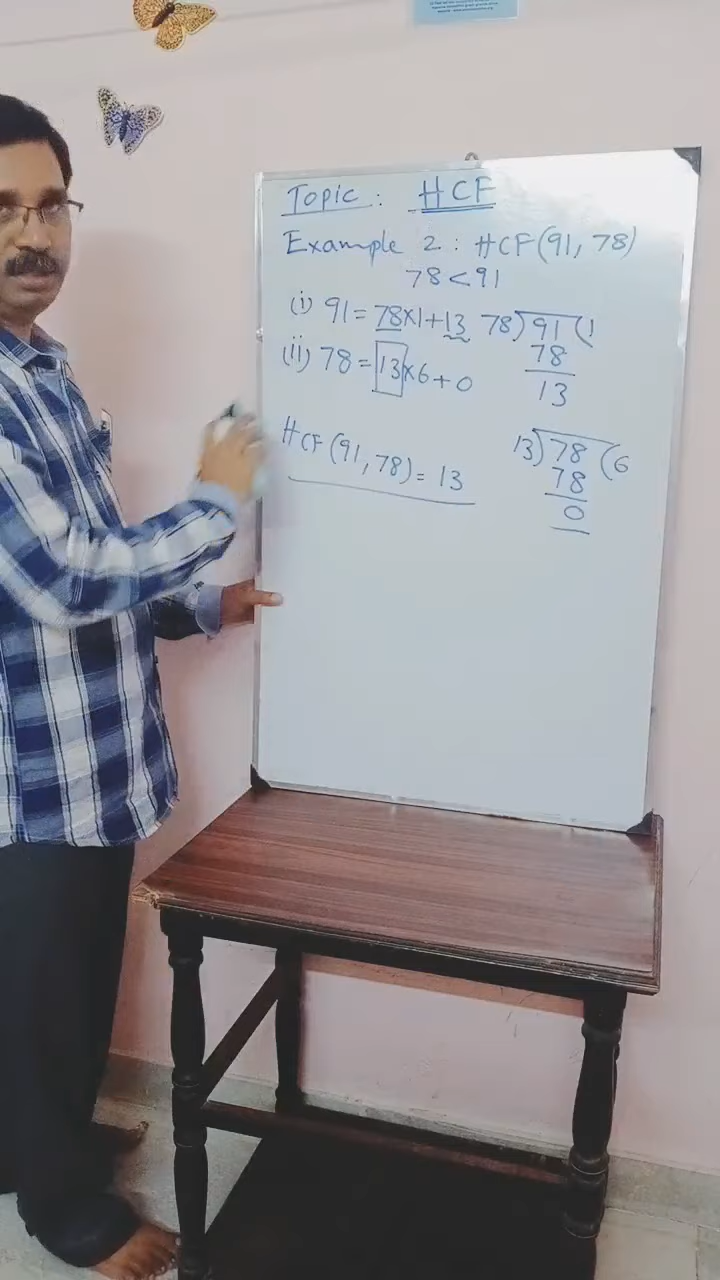 Topic : HCF
Example 2 : HCF(91, 78)
78 < 91
(i) 91 = 78×1+13
78) 91 (1
78
13
(ii) 78 = 13×6+0
HCF(91, 78) = 13
13) 78 (6
78
0